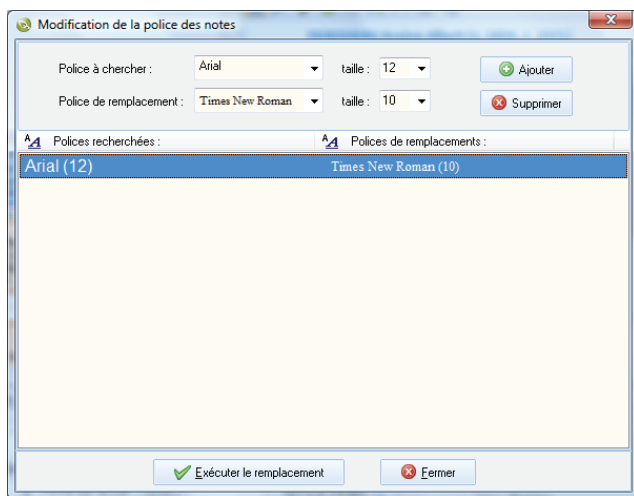 Modification de la police des notes
Police à chercher : Arial taille : 12 Ajouter
Police de remplacement : Times New Roman taille : 10 Supprimer
Polices recherchées : Polices de remplacements :
Arial (12) Times New Roman (10)
Exécuter le remplacement Fermer